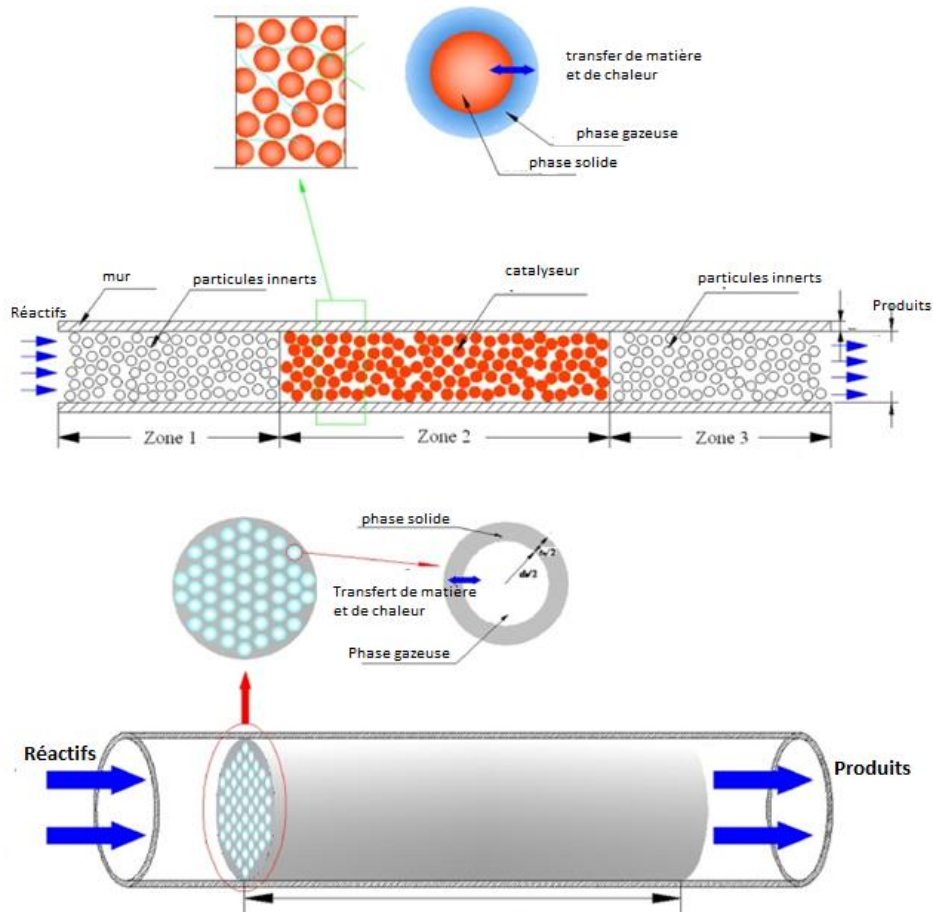 transfer de matière
et de chaleur
phase gazeuse
phase solide
mur
particules innerts
catalyseur
particules innerts
Réactifs
Produits
Zone 1
Zone 2
Zone 3
phase solide
Transfert de matière
et de chaleur
Phase gazeuse
Réactifs
Produits